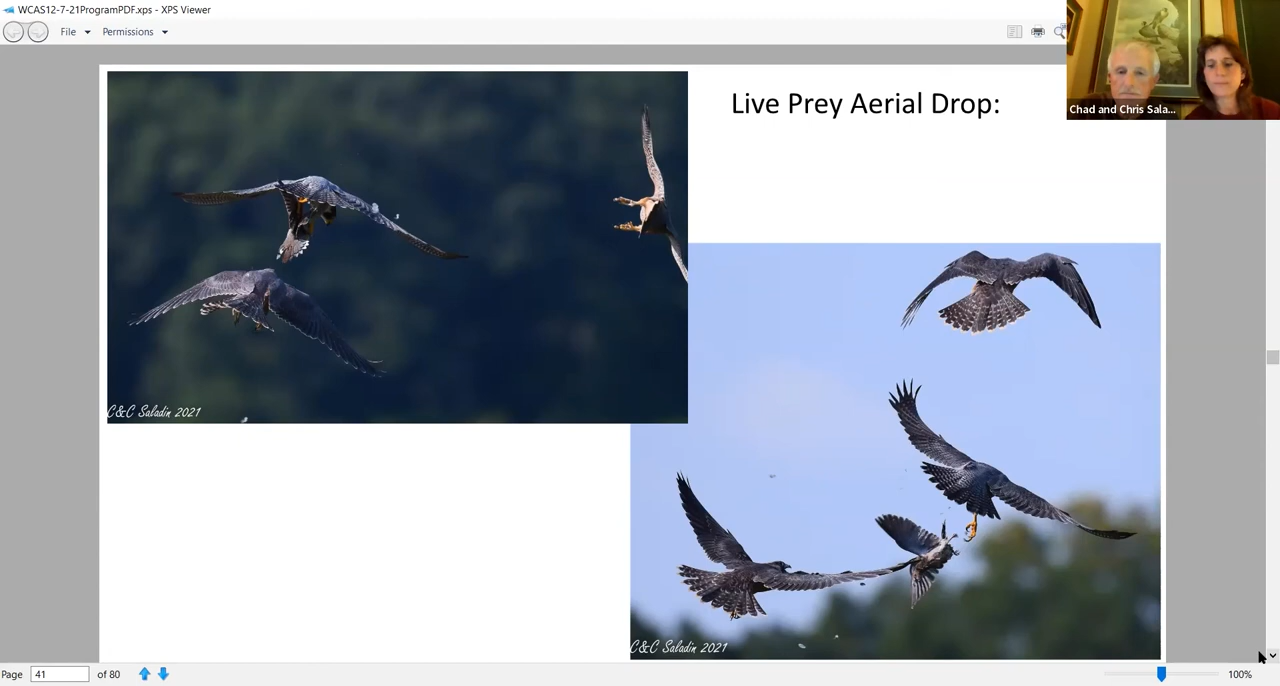 WCAS12-7-21ProgramPDF.xps - XPS Viewer
File Permissions
Chad and Chris Sala...
Live Prey Aerial Drop:
C&C Saladin 2021
C&C Saladin 2021
Page 41 of 80
100%